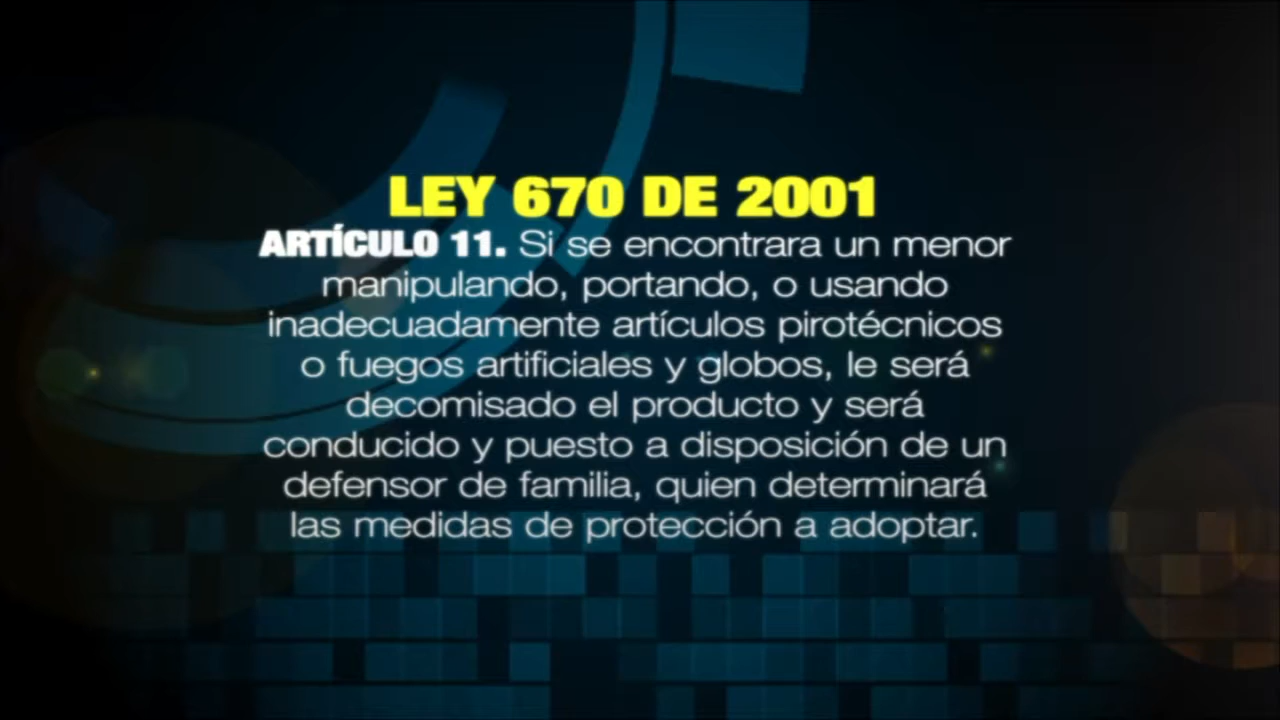 LEY 670 DE 2001
ARTÍCULO 11. Si se encontrara un menor
manipulando, portando, o usando
inadecuadamente artículos pirotécnicos
o fuegos artificiales y globos, le será
decomisado el producto y será
conducido y puesto a disposición de un
defensor de familia, quien determinará
las medidas de protección a adoptar.